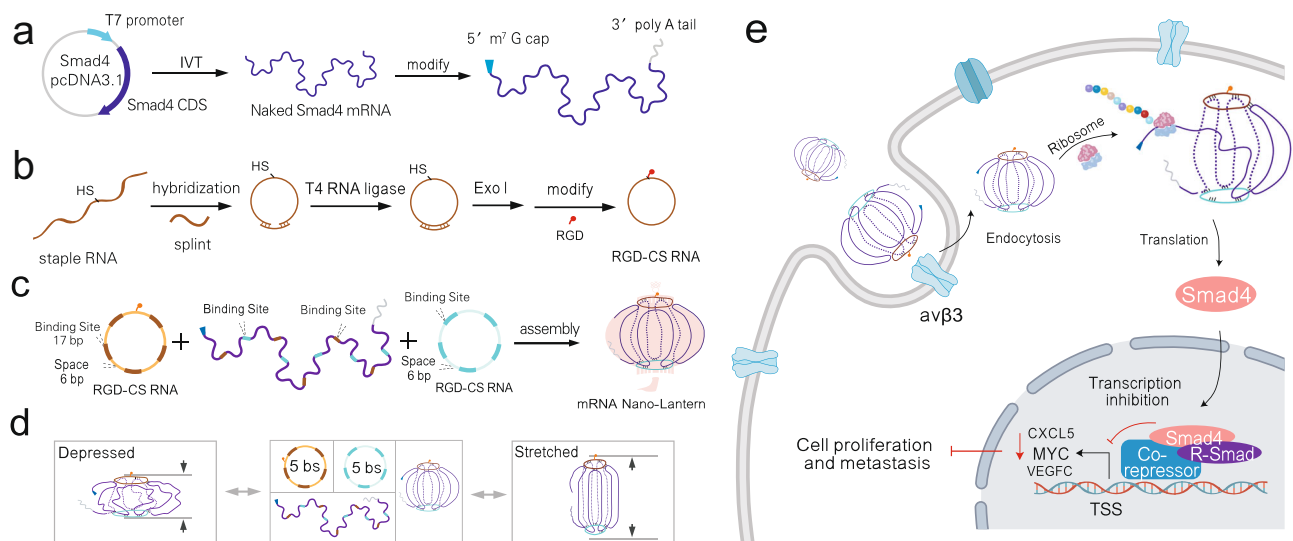 a
T7 promoter
Smad4
pcDNA3.1
Smad4 CDS
IVT
Naked Smad4 mRNA
modify
5′ m⁷ G cap
3′ poly A tail
b
HS
staple RNA
hybridization
splint
HS
T4 RNA ligase
HS
Exo I
modify
RGD
RGD-CS RNA
c
Binding Site
17 bp
Space
6 bp
RGD-CS RNA
+
Binding Site
Binding Site
+
Binding Site
Space
6 bp
RGD-CS RNA
assembly
mRNA Nano-Lantern
d
Depressed
5 bs
5 bs
Stretched
e
Ribosome
Endocytosis
Translation
avβ3
Smad4
Transcription
inhibition
Cell proliferation
and metastasis
CXCL5
MYC
VEGFC
Smad4
R-Smad
Co-
repressor
TSS